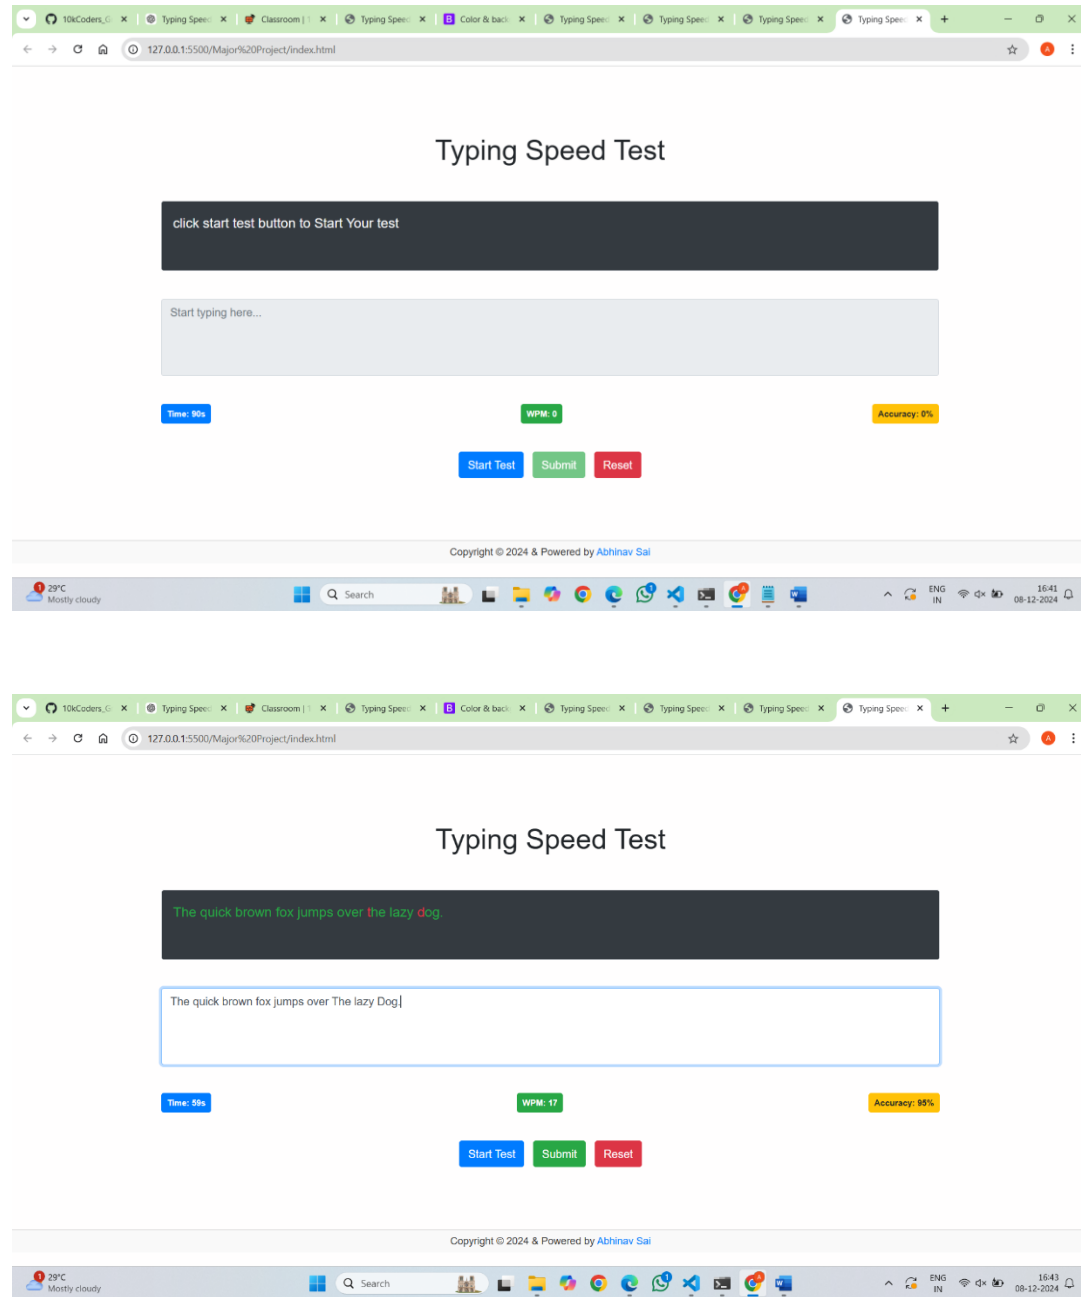 10kCoders_G Typing Speed Classroom | 1 Typing Speed Color & back Typing Speed Typing Speed Typing Speed Typing Speed
127.0.0.1:5500/Major%20Project/index.html A
Typing Speed Test
click start test button to Start Your test
Start typing here...
Time: 90s WPM: 0 Accuracy: 0%
Start Test Submit Reset
Copyright © 2024 & Powered by Abhinav Sai
1 29°C Search ENG 16:41
Mostly cloudy IN 08-12-2024
10kCoders_G Typing Speed Classroom | 1 Typing Speed Color & back Typing Speed Typing Speed Typing Speed Typing Speed
127.0.0.1:5500/Major%20Project/index.html A
Typing Speed Test
The quick brown fox jumps over the lazy dog.
The quick brown fox jumps over The lazy Dog.
Time: 59s WPM: 17 Accuracy: 95%
Start Test Submit Reset
Copyright © 2024 & Powered by Abhinav Sai
1 29°C Search ENG 16:43
Mostly cloudy IN 08-12-2024